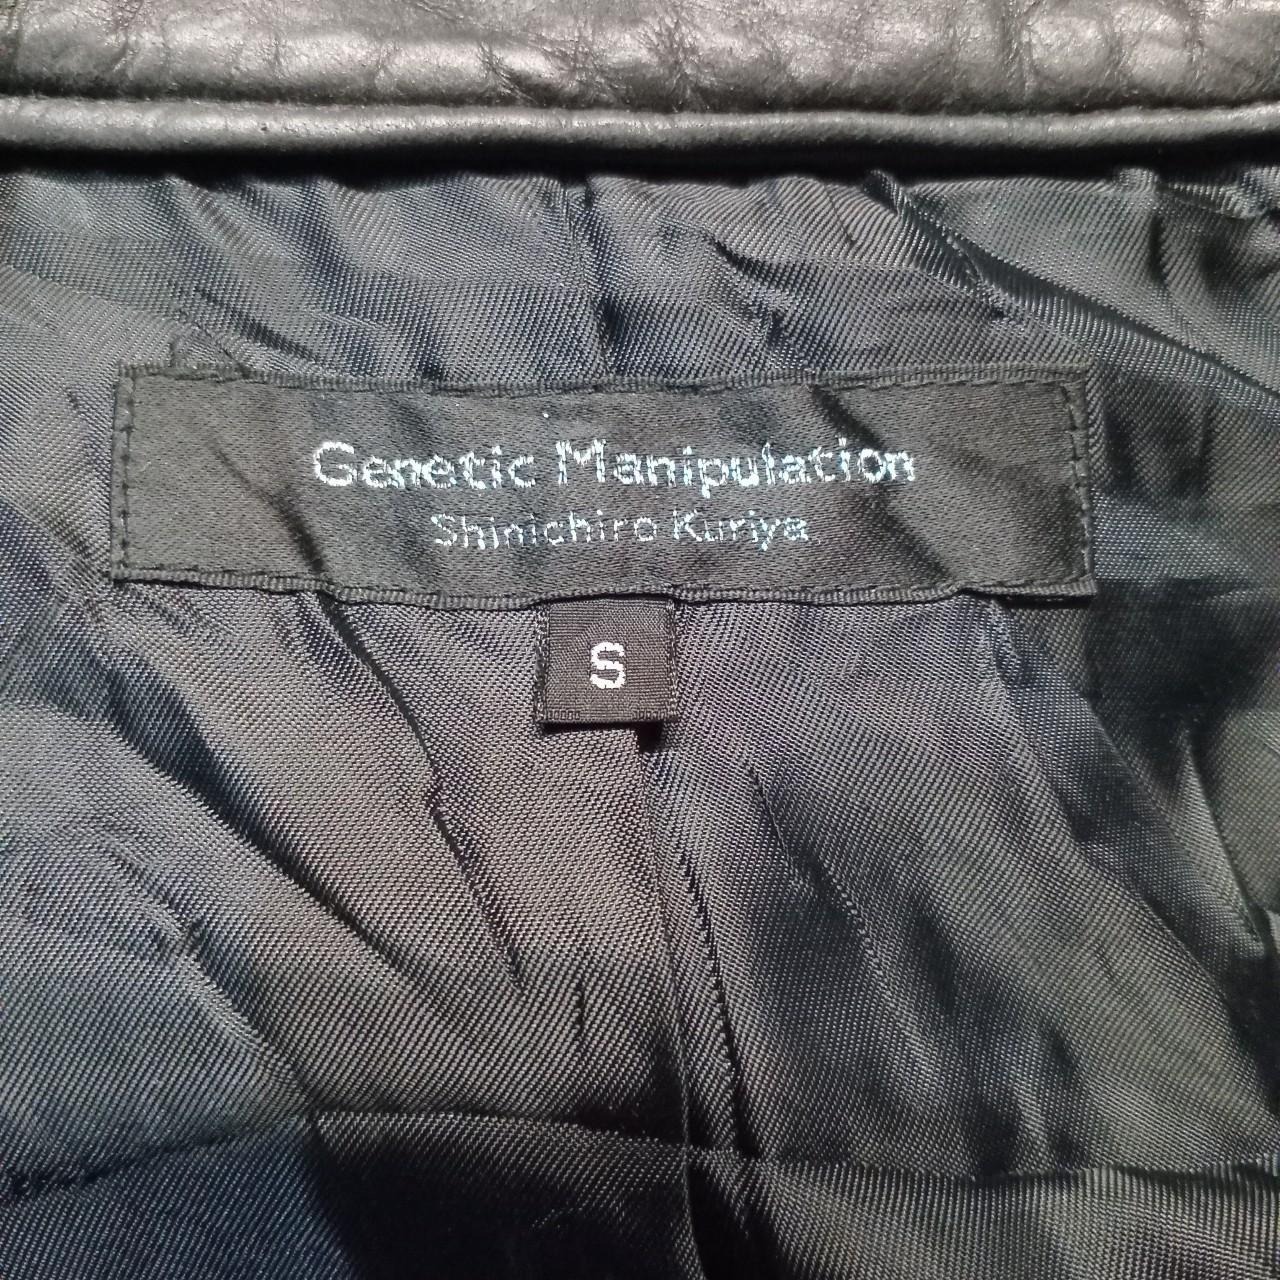 Genetic Manipulation
Shinichiro Kuriya
S